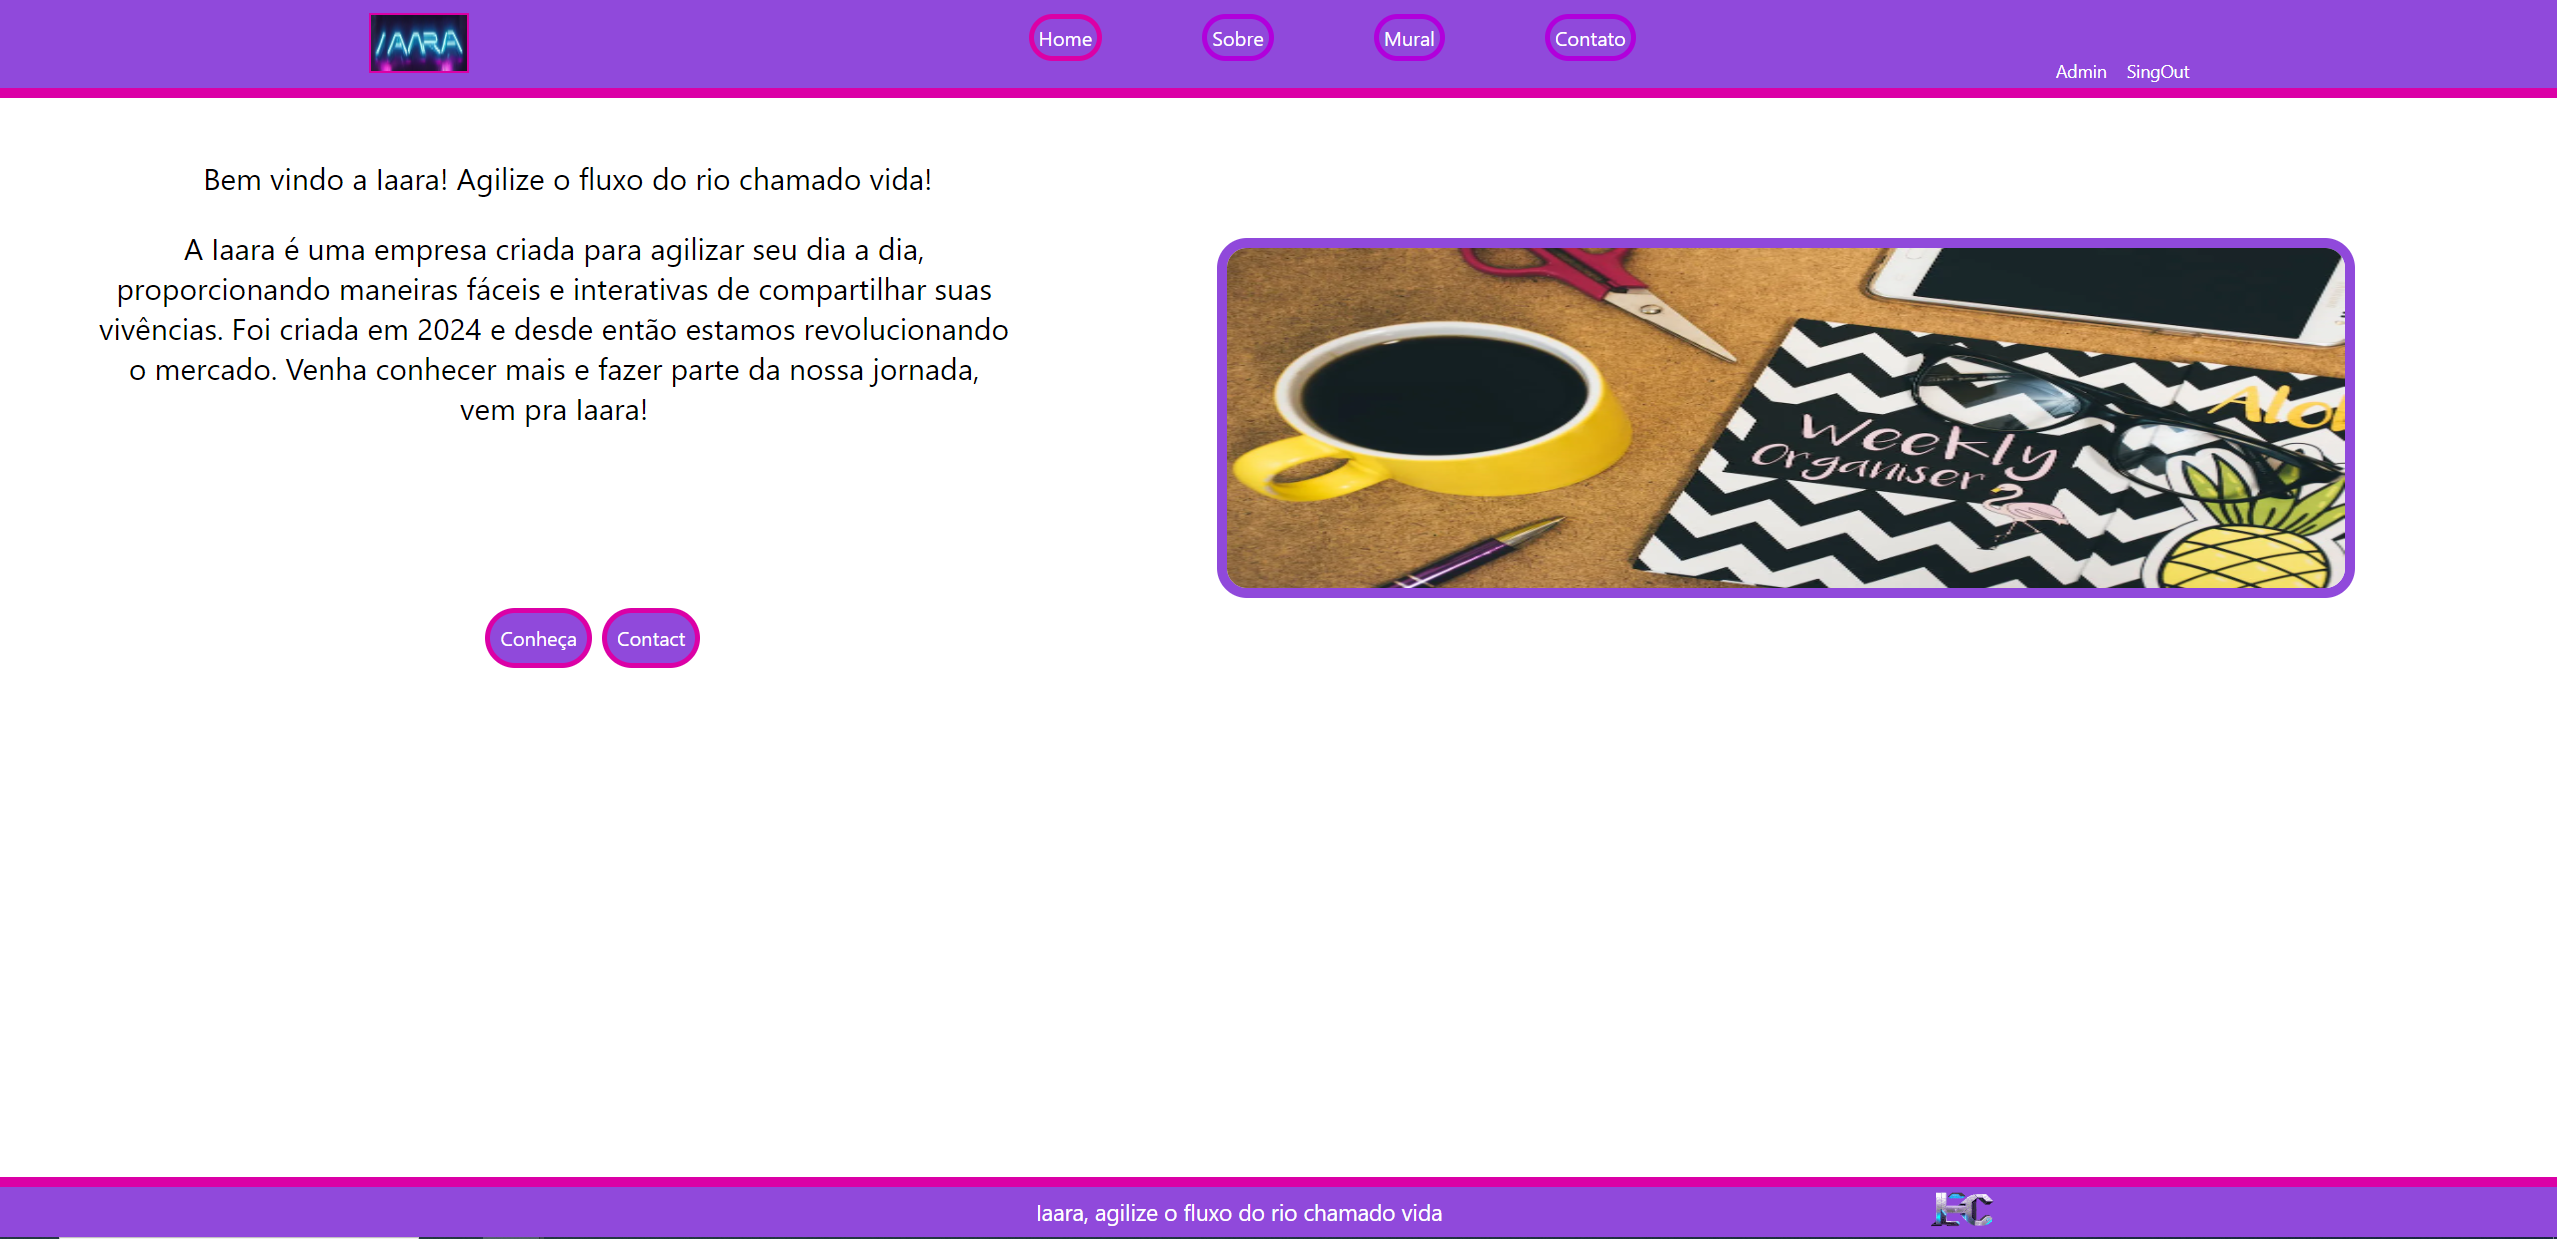 IAARA
Home
Sobre
Mural
Contato
Admin
SingOut
Bem vindo a Iaara! Agilize o fluxo do rio chamado vida!
A Iaara é uma empresa criada para agilizar seu dia a dia,
proporcionando maneiras fáceis e interativas de compartilhar suas
vivências. Foi criada em 2024 e desde então estamos revolucionando
o mercado. Venha conhecer mais e fazer parte da nossa jornada,
vem pra Iaara!
Weekly
Organiser
Conheça
Contact
Iaara, agilize o fluxo do rio chamado vida